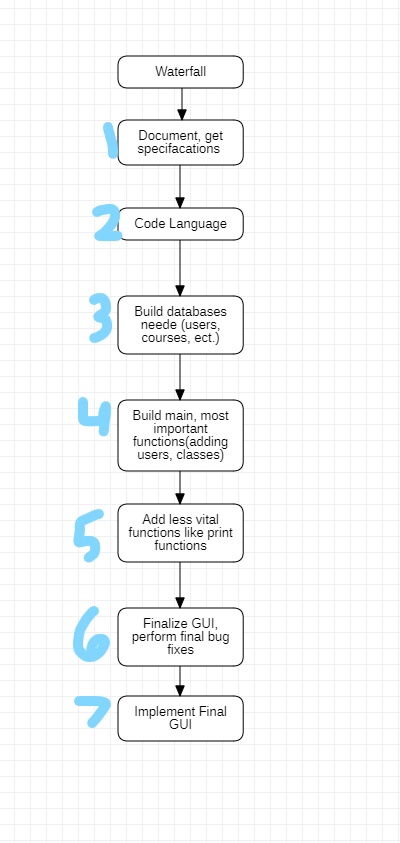 Waterfall
1
Document, get
specifacations
2
Code Language
3
Build databases
neede (users,
courses, ect.)
4
Build main, most
important
functions(adding
users, classes)
5
Add less vital
functions like print
functions
6
Finalize GUI,
perform final bug
fixes
7
Implement Final
GUI